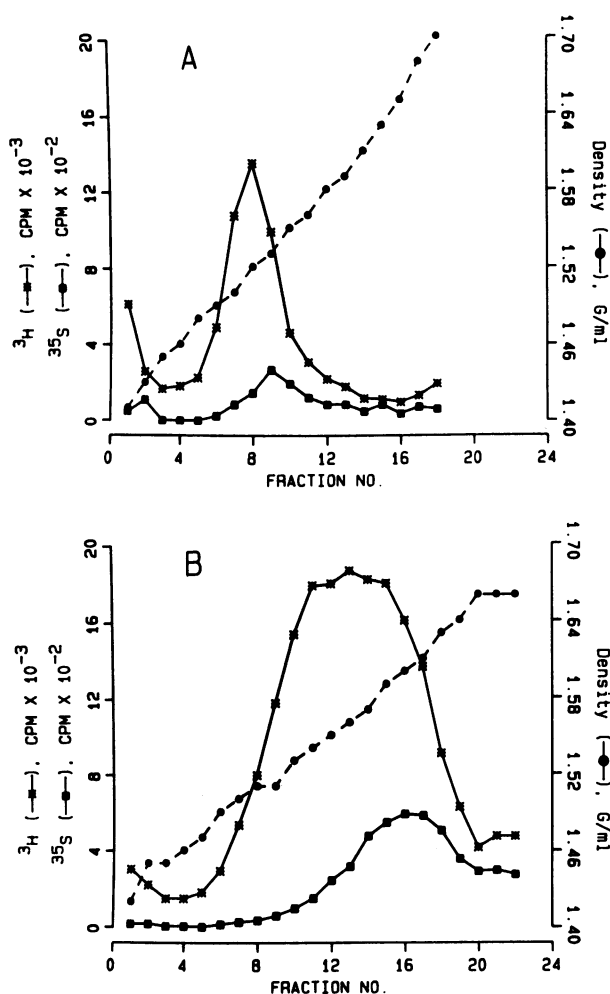 A
20
16
12
8
4
0
³H (—), CPM X 10⁻³
³⁵S (—), CPM X 10⁻²
1.70
1.64
1.58
1.52
1.46
1.40
Density (—), G/ml
0 4 8 12 16 20 24
FRACTION NO.
B
20
16
12
8
4
0
³H (—), CPM X 10⁻³
³⁵S (—), CPM X 10⁻²
1.70
1.64
1.58
1.52
1.46
1.40
Density (—), G/ml
0 4 8 12 16 20 24
FRACTION NO.